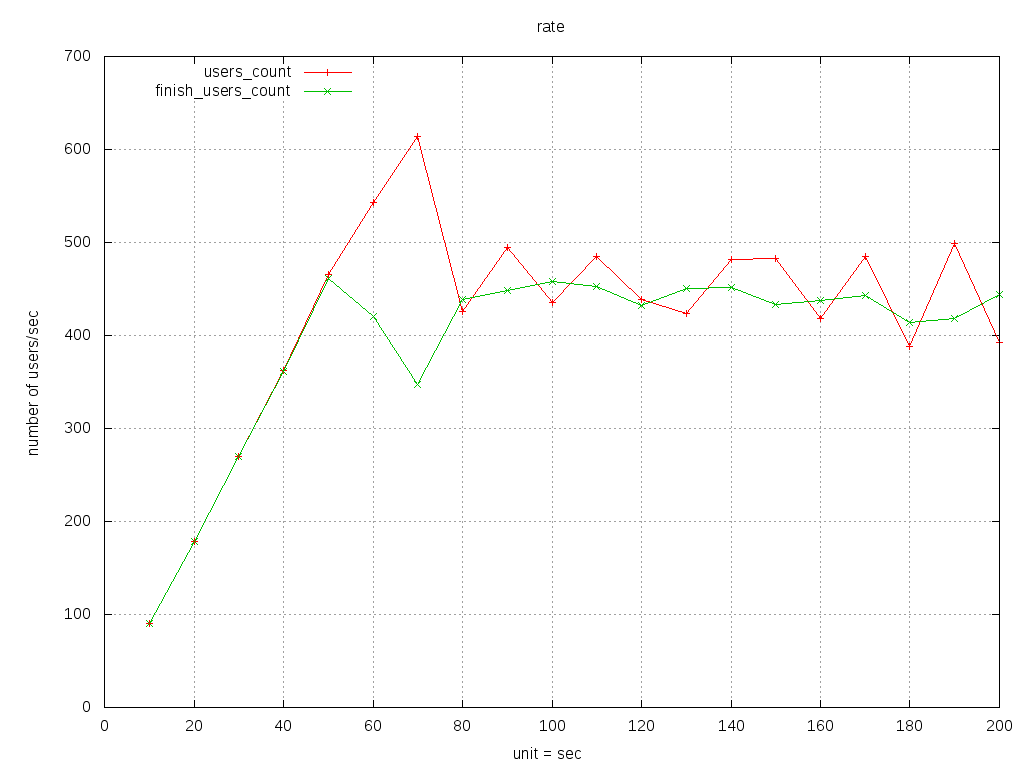 rate
700
600
500
400
300
200
100
0
users_count
finish_users_count
number of users/sec
0 20 40 60 80 100 120 140 160 180 200
unit = sec